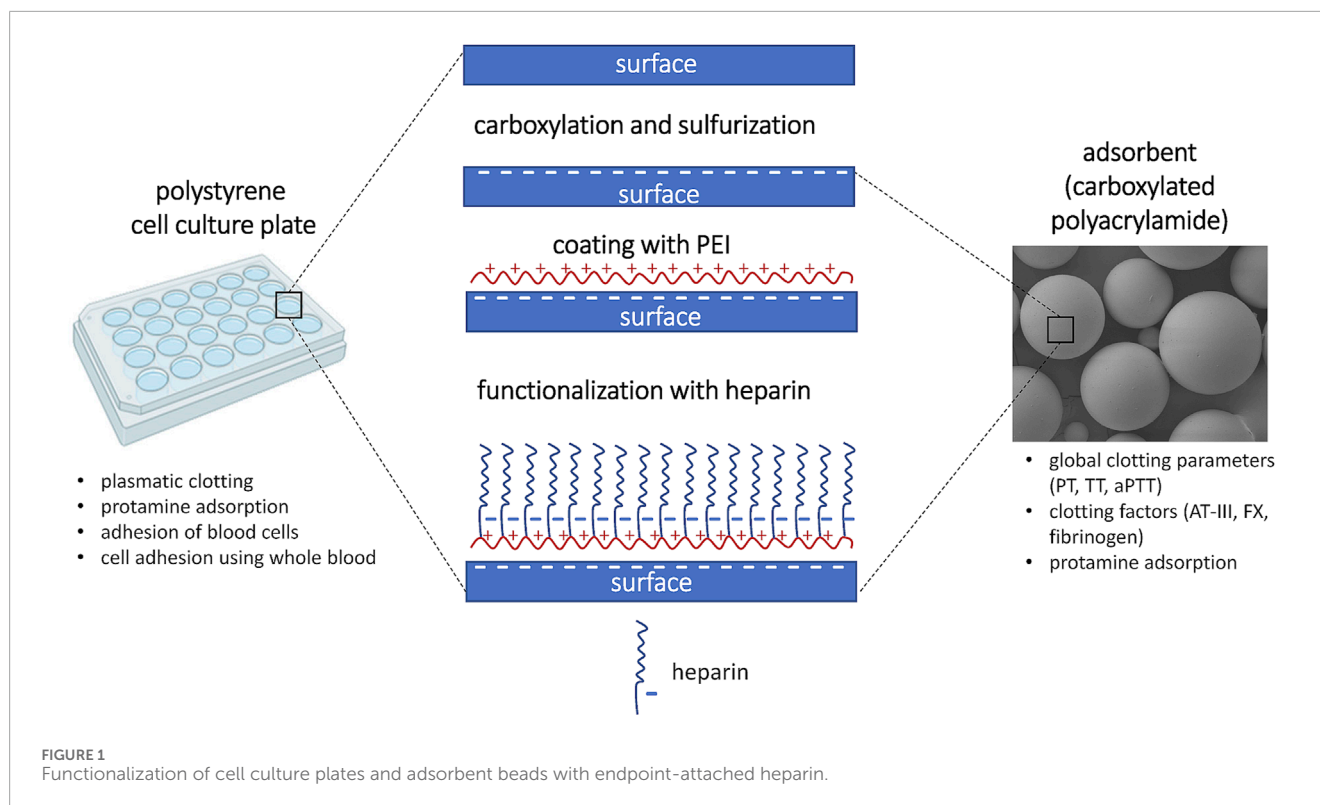 surface
carboxylation and sulfurization
surface
coating with PEI
+ + + + + + + + + + + + + +
surface
functionalization with heparin
surface
heparin
polystyrene
cell culture plate
• plasmatic clotting
• protamine adsorption
• adhesion of blood cells
• cell adhesion using whole blood
adsorbent
(carboxylated
polyacrylamide)
• global clotting parameters
(PT, TT, aPTT)
• clotting factors (AT-III, FX,
fibrinogen)
• protamine adsorption
FIGURE 1
Functionalization of cell culture plates and adsorbent beads with endpoint-attached heparin.